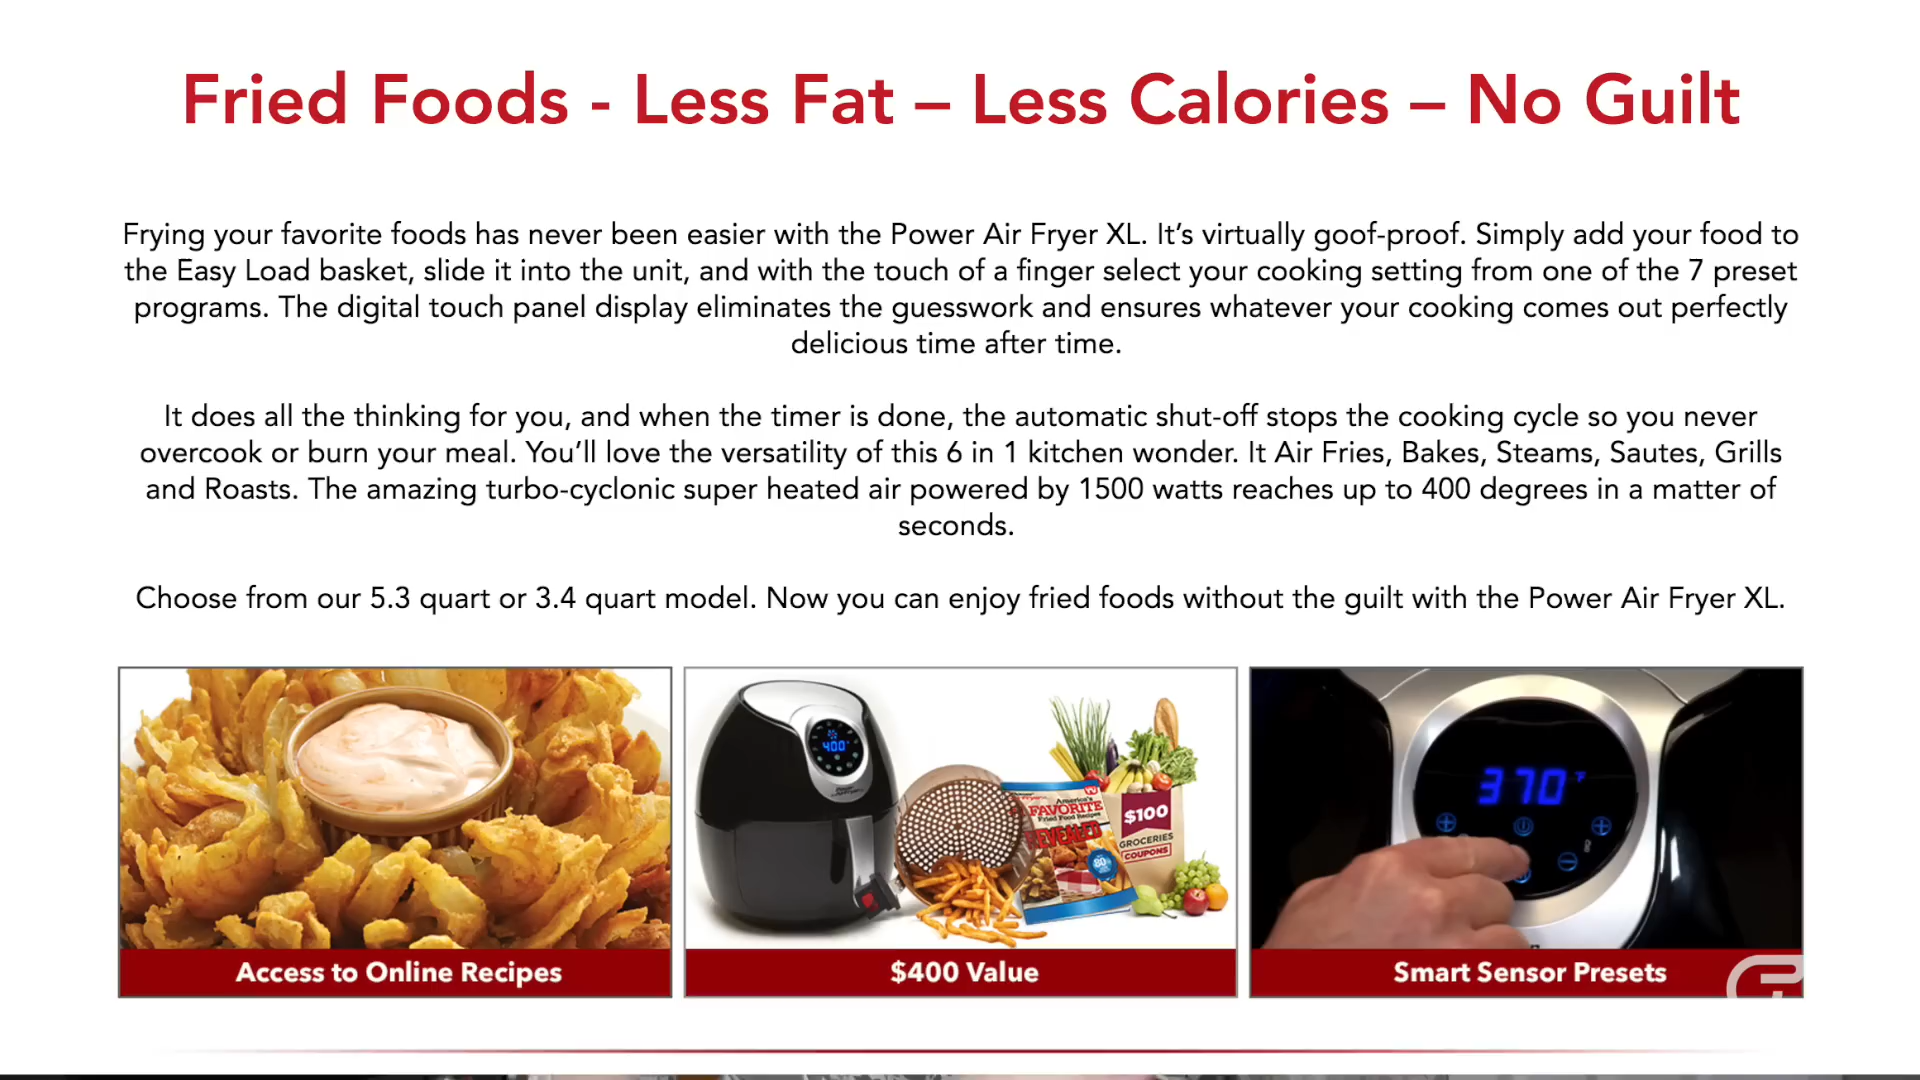 Fried Foods - Less Fat – Less Calories – No Guilt
Frying your favorite foods has never been easier with the Power Air Fryer XL. It’s virtually goof-proof. Simply add your food to
the Easy Load basket, slide it into the unit, and with the touch of a finger select your cooking setting from one of the 7 preset
programs. The digital touch panel display eliminates the guesswork and ensures whatever your cooking comes out perfectly
delicious time after time.
It does all the thinking for you, and when the timer is done, the automatic shut-off stops the cooking cycle so you never
overcook or burn your meal. You’ll love the versatility of this 6 in 1 kitchen wonder. It Air Fries, Bakes, Steams, Sautes, Grills
and Roasts. The amazing turbo-cyclonic super heated air powered by 1500 watts reaches up to 400 degrees in a matter of
seconds.
Choose from our 5.3 quart or 3.4 quart model. Now you can enjoy fried foods without the guilt with the Power Air Fryer XL.
400°
America's
FAVORITE
Fried Food Recipes
REVEALED
80
$100
GROCERIES
COUPONS
370°F
Access to Online Recipes
$400 Value
Smart Sensor Presets